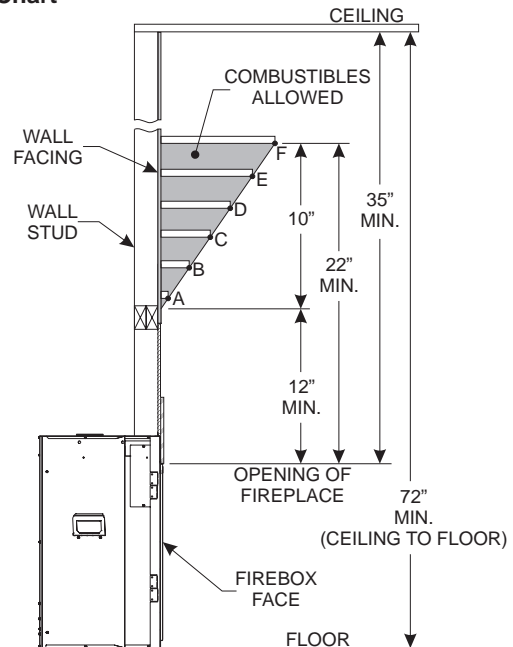 Chart
CEILING
COMBUSTIBLES
ALLOWED
WALL
FACING
F
E
D
C
B
A
WALL
STUD
10”
35”
MIN.
22”
MIN.
12”
MIN.
OPENING OF
FIREPLACE
72”
MIN.
(CEILING TO FLOOR)
FIREBOX
FACE
FLOOR